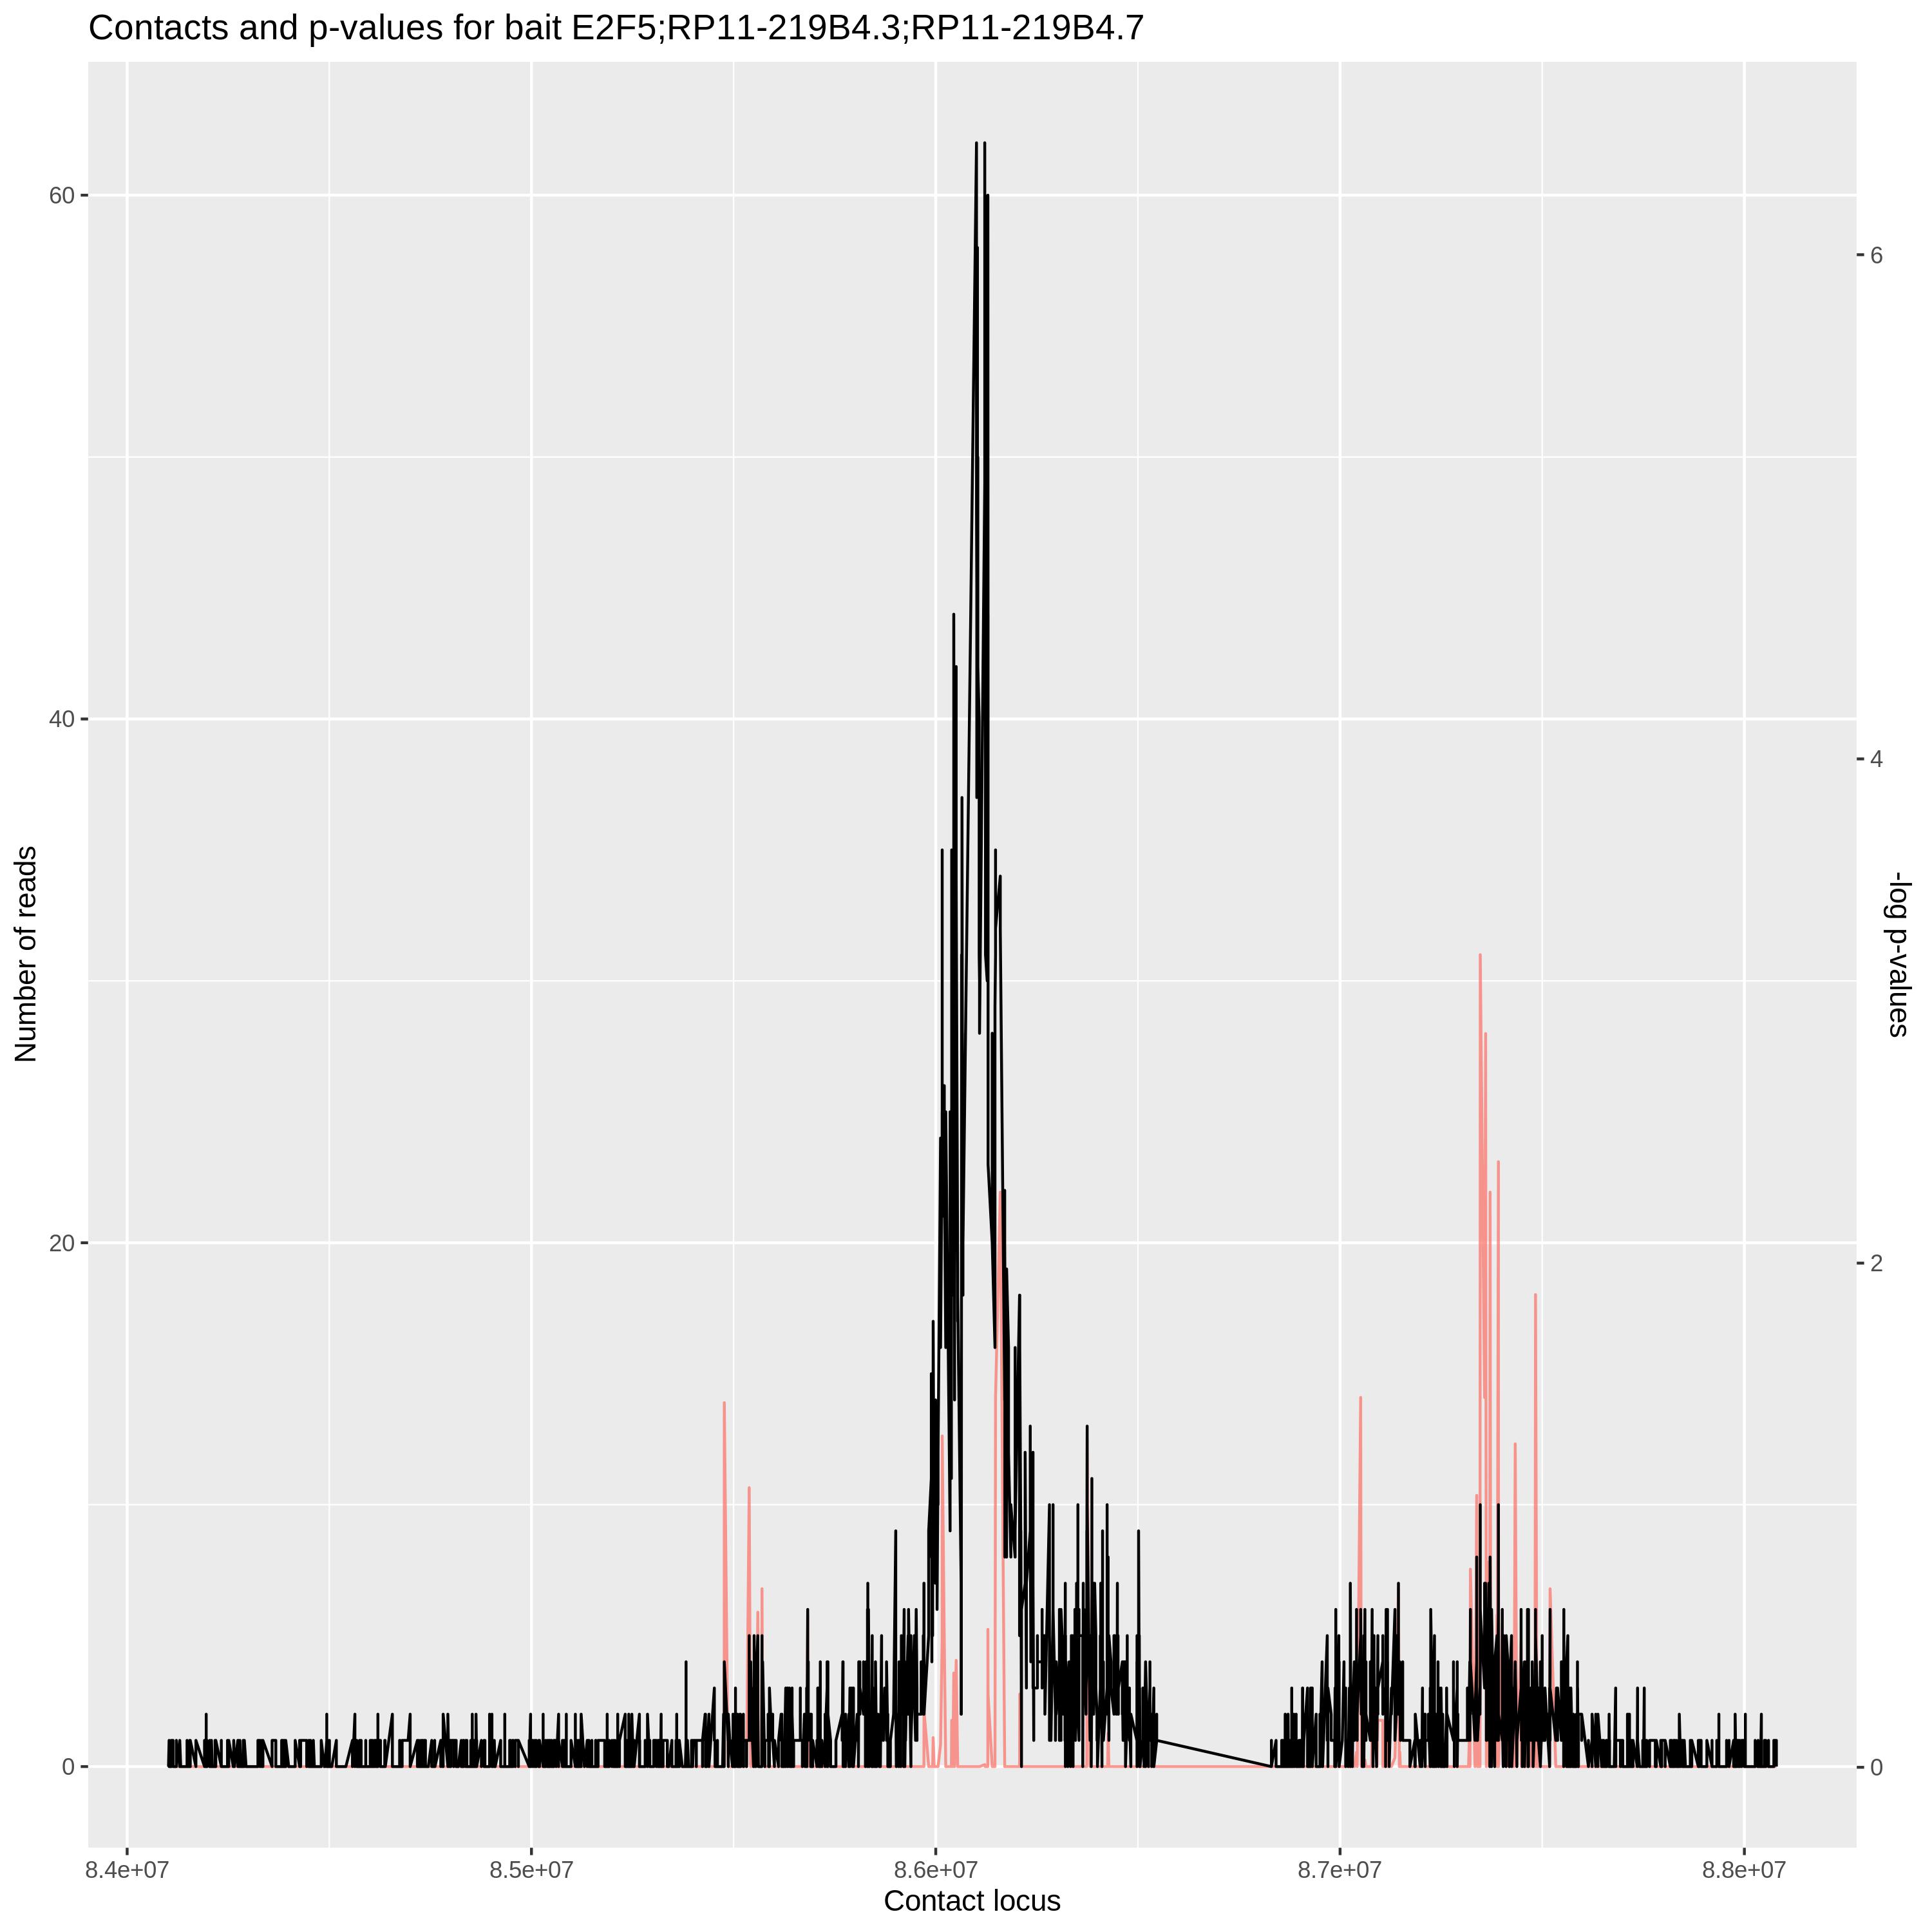 Contacts and p-values for bait E2F5;RP11-219B4.3;RP11-219B4.7
60
40
20
0
Number of reads
6
4
2
0
-log p-values
8.4e+07 8.5e+07 8.6e+07 8.7e+07 8.8e+07
Contact locus